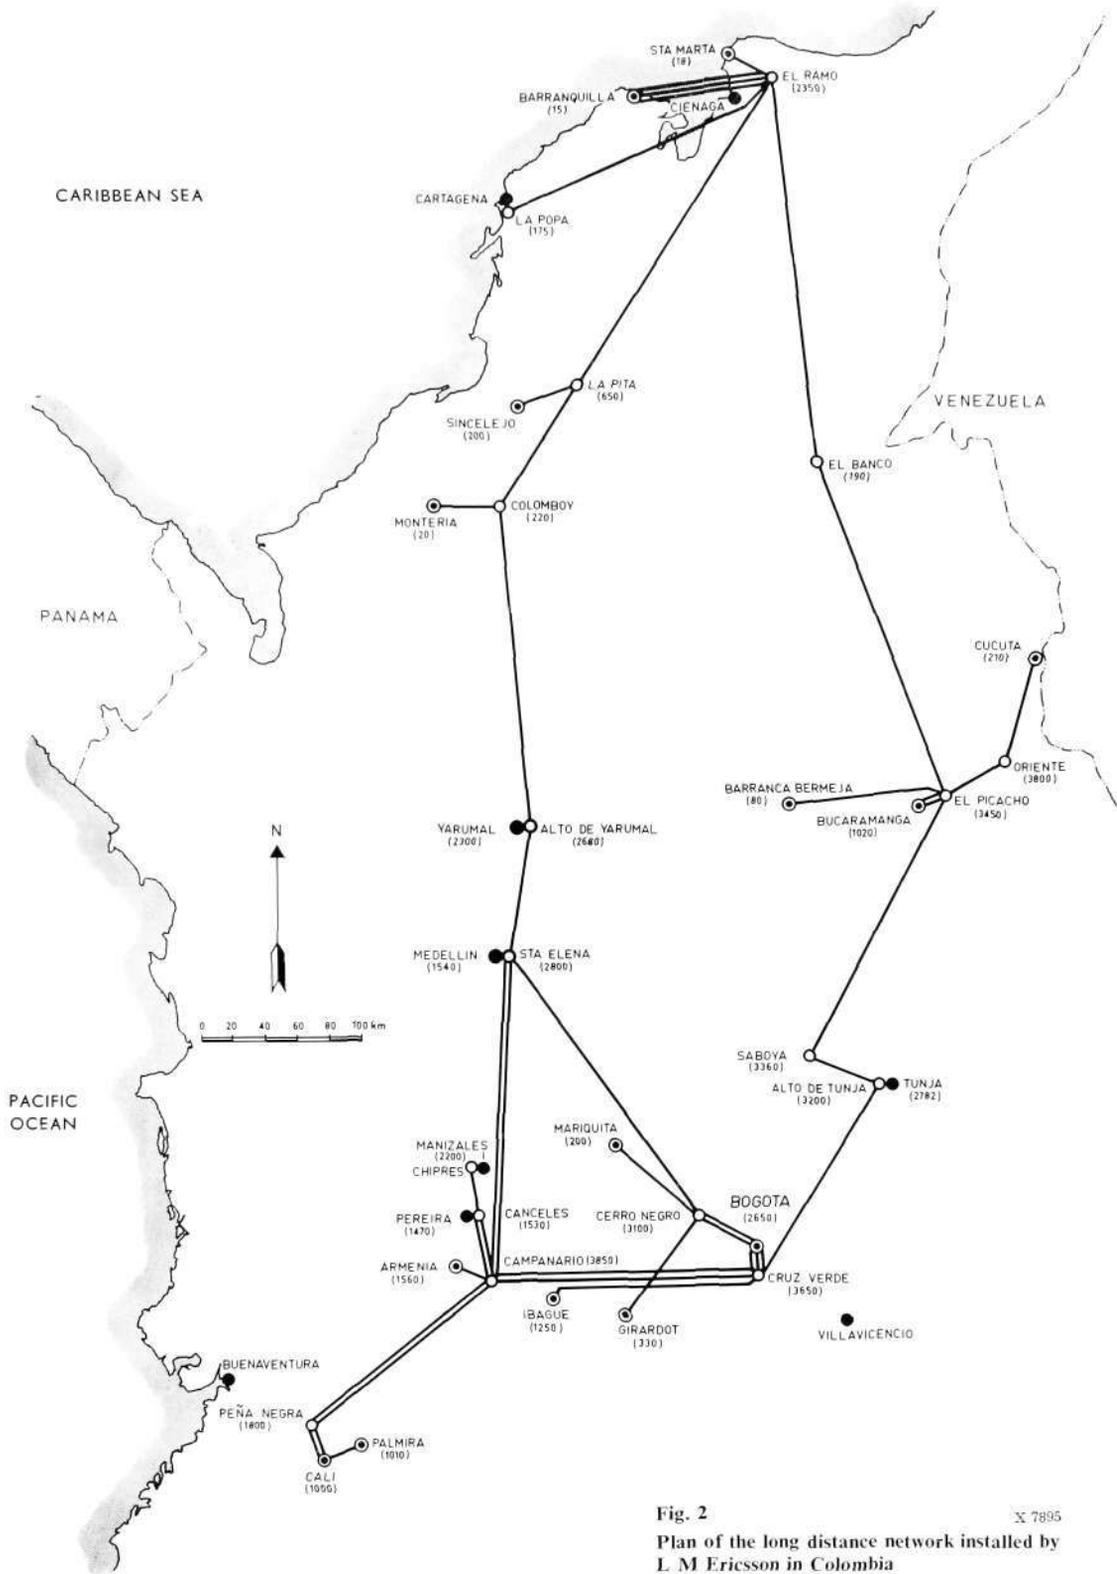 STA MARTA
(18)
EL RAMO
(2350)
BARRANQUILLA
(15)
CIENAGA
CARIBBEAN SEA
CARTAGENA
LA POPA
(175)
LA PITA
(650)
SINCELEJO
(200)
VENEZUELA
EL BANCO
(190)
COLOMBOY
(220)
MONTERIA
(20)
PANAMA
CUCUTA
(210)
ORIENTE
(3800)
BARRANCA BERMEJA
(80)
EL PICACHO
(3450)
BUCARAMANGA
(1020)
YARUMAL
(2300)
ALTO DE YARUMAL
(2680)
N
MEDELLIN
(1540)
STA ELENA
(2800)
0 20 40 60 80 100 km
SABOYA
(3360)
ALTO DE TUNJA
(3200)
TUNJA
(2782)
PACIFIC
OCEAN
MARIQUITA
(200)
MANIZALES
(2200)
CHIPRES
BOGOTA
(2650)
PEREIRA
(1470)
CANCELES
(1530)
CERRO NEGRO
(3100)
ARMENIA
(1560)
CAMPANARIO (3850)
CRUZ VERDE
(3650)
IBAGUE
(1250)
GIRARDOT
(330)
VILLAVICENCIO
BUENAVENTURA
PEÑA NEGRA
(1800)
PALMIRA
(1010)
CALI
(1000)
Fig. 2
X 7895
Plan of the long distance network installed by
L M Ericsson in Colombia